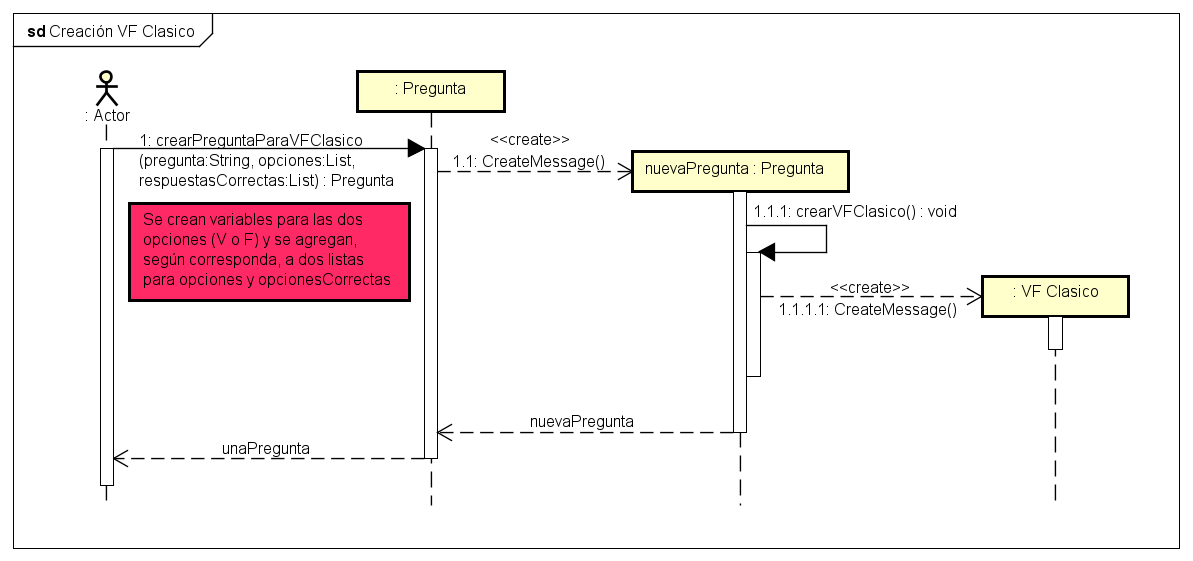 sd Creación VF Clasico
: Actor
: Pregunta
1: crearPreguntaParaVFClasico
(pregunta:String, opciones:List,
respuestasCorrectas:List) : Pregunta
<<create>>
1.1: CreateMessage()
nuevaPregunta : Pregunta
Se crean variables para las dos
opciones (V o F) y se agregan,
según corresponda, a dos listas
para opciones y opcionesCorrectas
1.1.1: crearVFClasico() : void
<<create>>
1.1.1.1: CreateMessage()
: VF Clasico
nuevaPregunta
unaPregunta